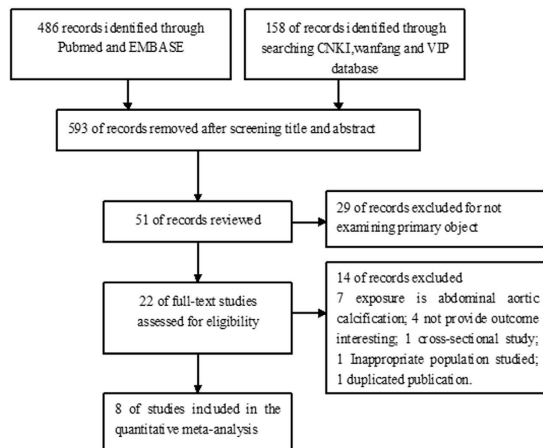 486 records identified through
Pubmed and EMBASE
158 of records identified through
searching CNKI,wanfang and VIP
database
593 of records removed after screening title and abstract
51 of records reviewed
29 of records excluded for not
examining primary object
22 of full-text studies
assessed for eligibility
14 of records excluded
7 exposure is abdominal aortic
calcification; 4 not provide outcome
interesting; 1 cross-sectional study;
1 Inappropriate population studied;
1 duplicated publication.
8 of studies included in the
quantitative meta-analysis